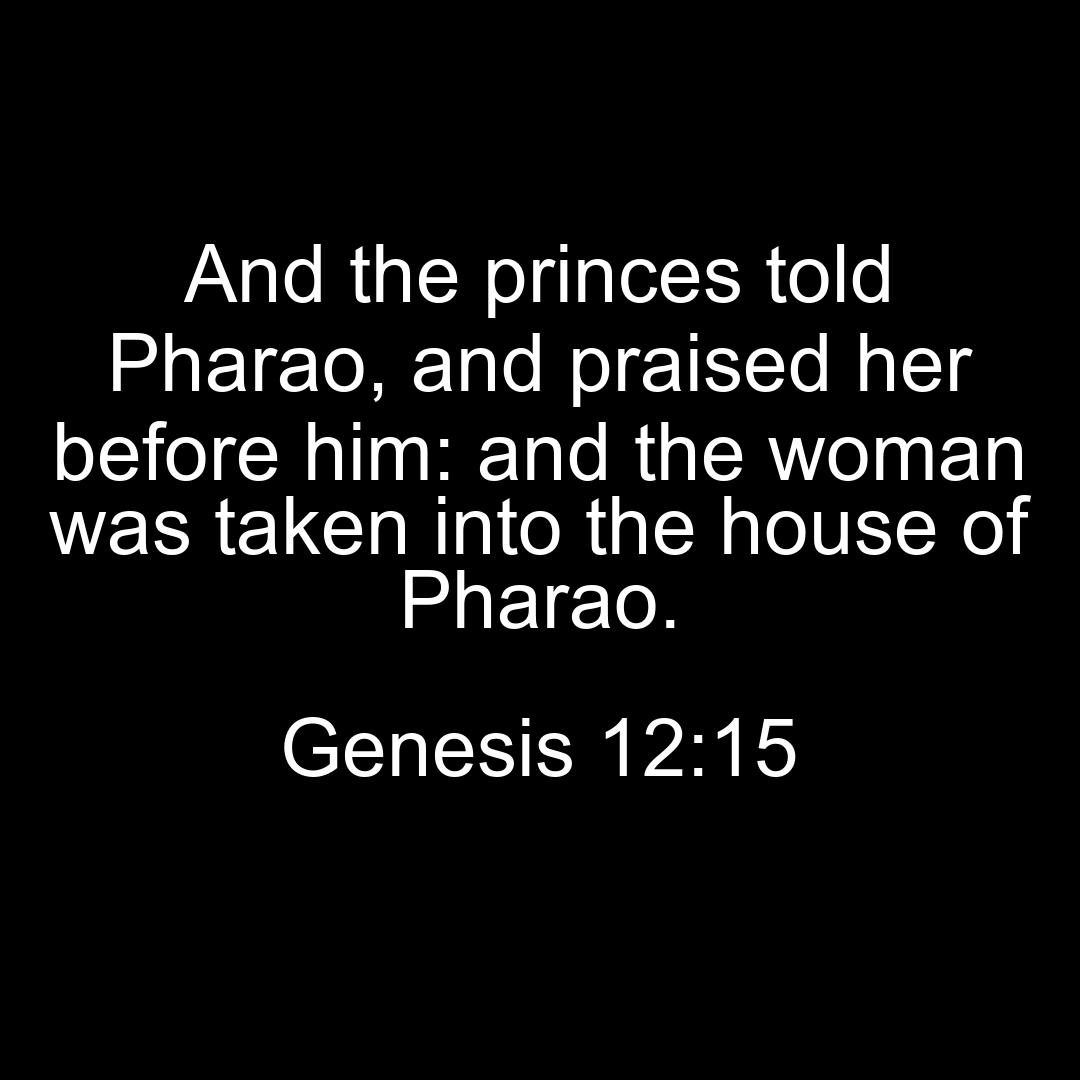 And the princes told
Pharao, and praised her
before him: and the woman
was taken into the house of
Pharao.
Genesis 12:15